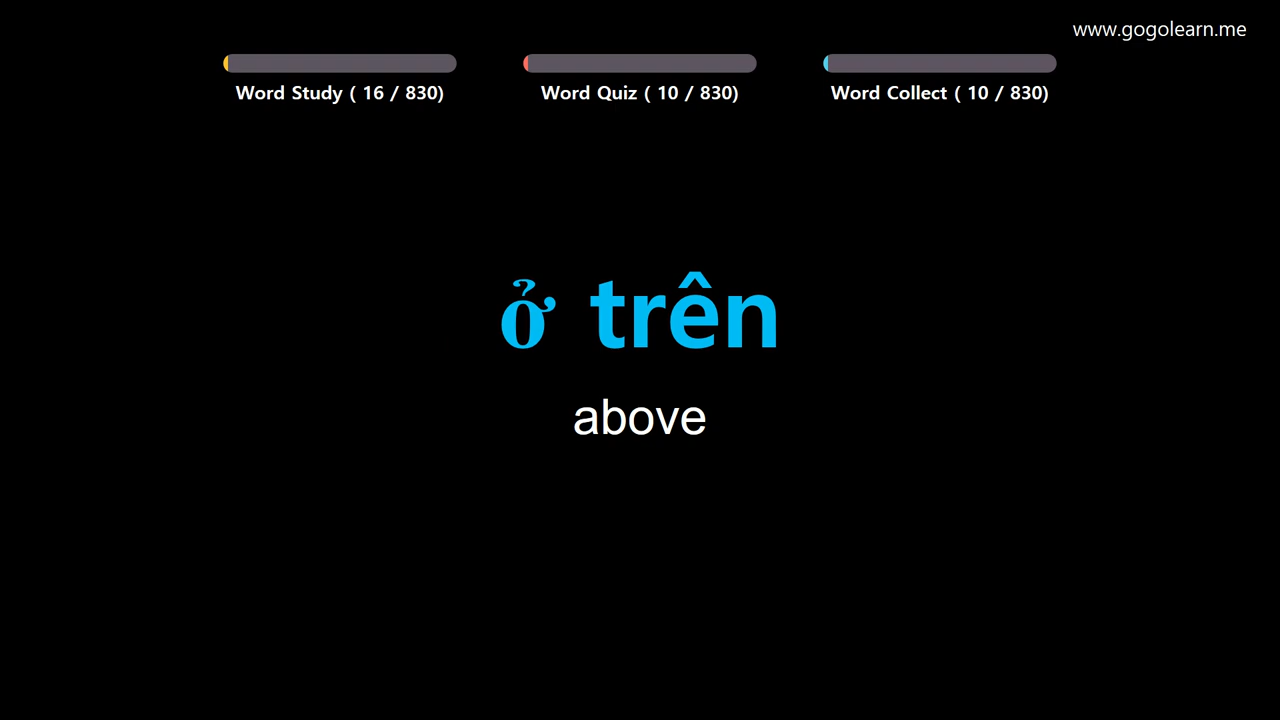 www.gogolearn.me
Word Study ( 16 / 830)
Word Quiz ( 10 / 830)
Word Collect ( 10 / 830)
ở trên
above